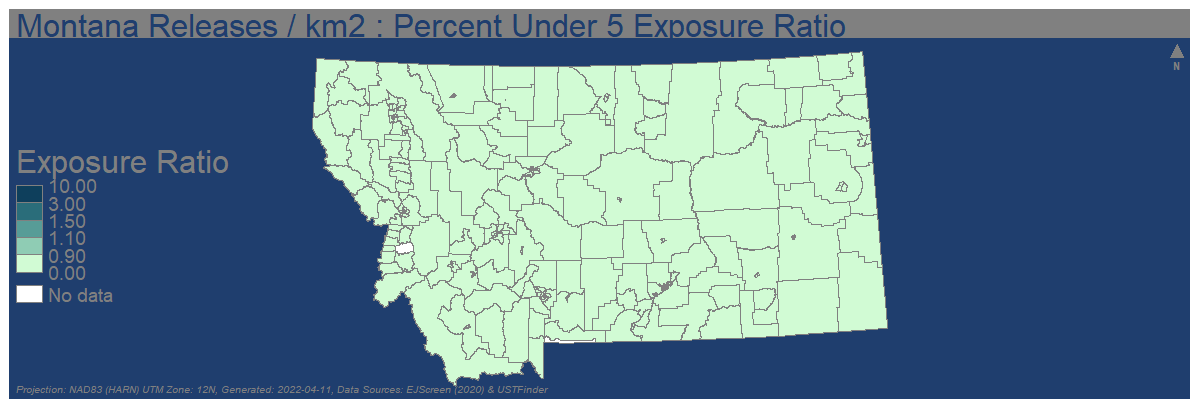 Montana Releases / km2 : Percent Under 5 Exposure Ratio
N
Exposure Ratio
10.00
3.00
1.50
1.10
0.90
0.00
No data
Projection: NAD83 (HARN) UTM Zone: 12N, Generated: 2022-04-11, Data Sources: EJScreen (2020) & USTFinder